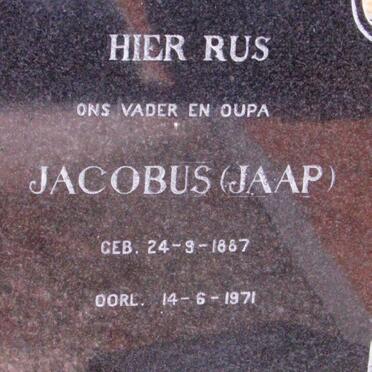 HIER RUS
ONS VADER EN OUPA
JACOBUS (JAAP)
GEB. 24-9-1887
OORL. 14-6-1971